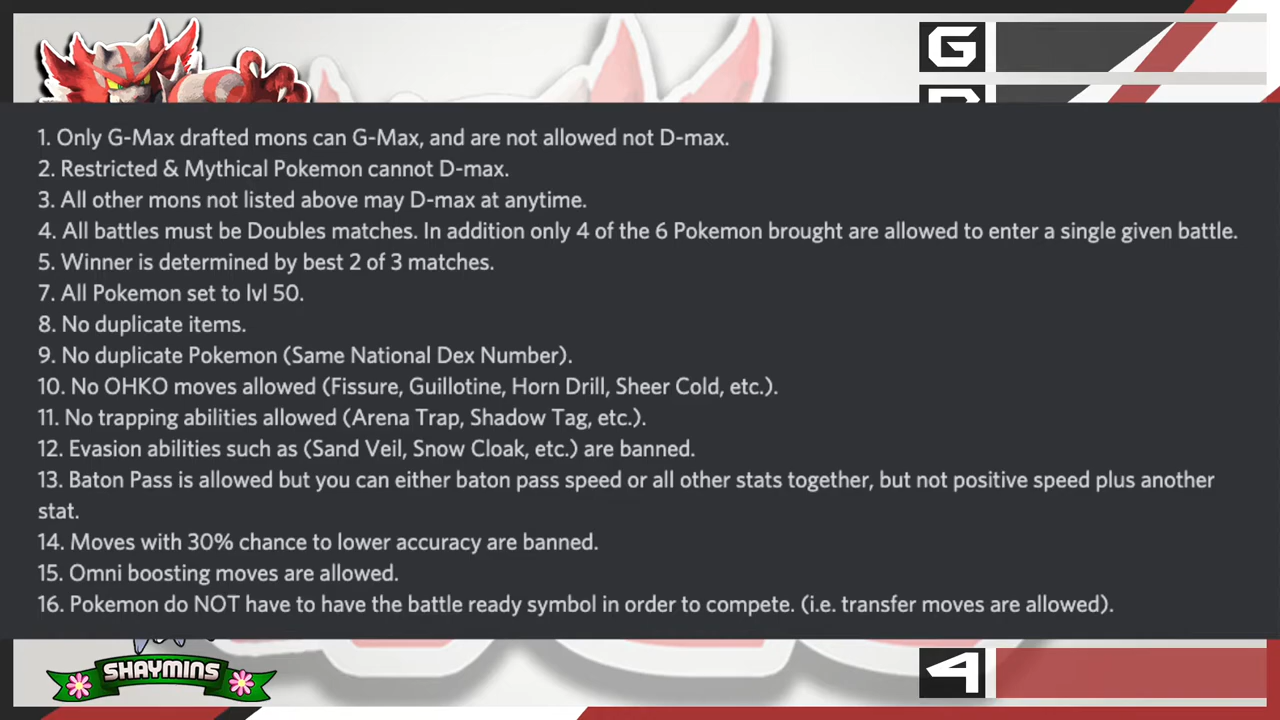 G
1. Only G-Max drafted mons can G-Max, and are not allowed not D-max.
2. Restricted & Mythical Pokemon cannot D-max.
3. All other mons not listed above may D-max at anytime.
4. All battles must be Doubles matches. In addition only 4 of the 6 Pokemon brought are allowed to enter a single given battle.
5. Winner is determined by best 2 of 3 matches.
7. All Pokemon set to lvl 50.
8. No duplicate items.
9. No duplicate Pokemon (Same National Dex Number).
10. No OHKO moves allowed (Fissure, Guillotine, Horn Drill, Sheer Cold, etc.).
11. No trapping abilities allowed (Arena Trap, Shadow Tag, etc.).
12. Evasion abilities such as (Sand Veil, Snow Cloak, etc.) are banned.
13. Baton Pass is allowed but you can either baton pass speed or all other stats together, but not positive speed plus another
stat.
14. Moves with 30% chance to lower accuracy are banned.
15. Omni boosting moves are allowed.
16. Pokemon do NOT have to have the battle ready symbol in order to compete. (i.e. transfer moves are allowed).
SHAYMINS
4